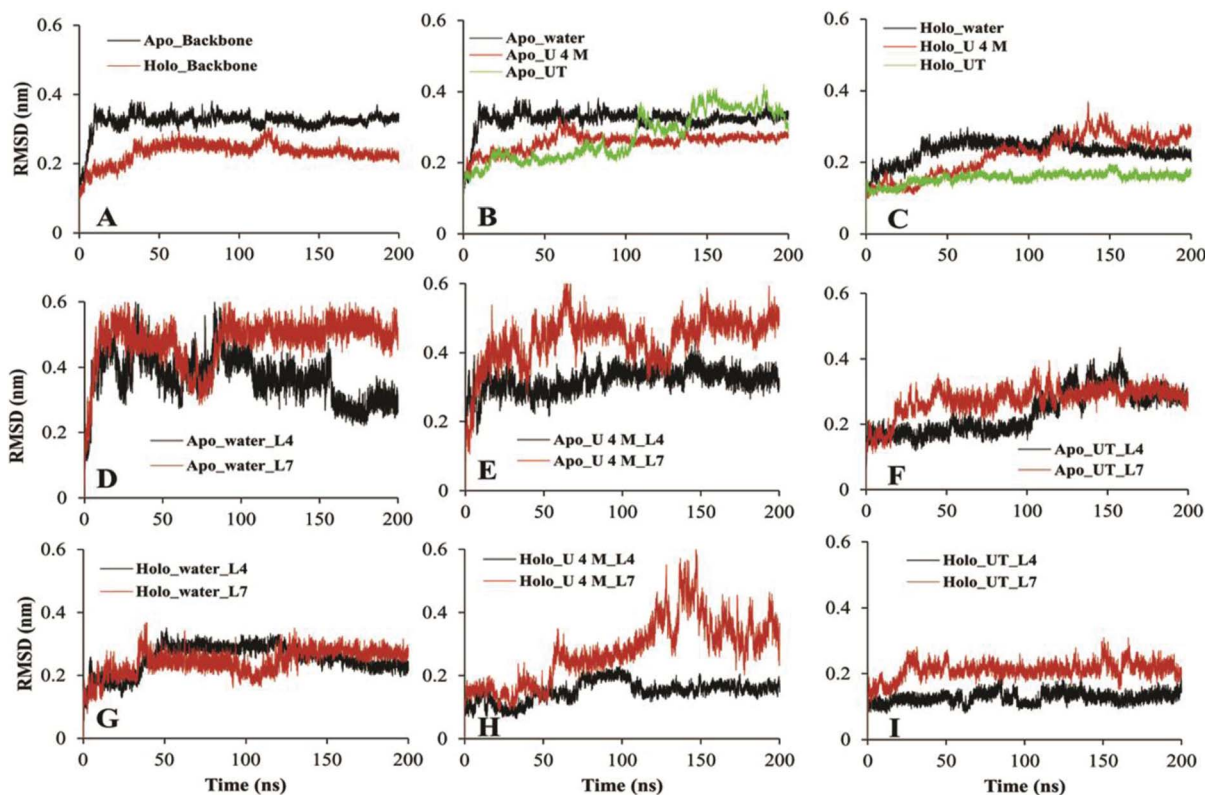 0.6
Apo_Backbone
Holo_Backbone
0.4
RMSD (nm)
0.2
A
0
0 50 100 150 200
0.6
Apo_water
Apo_U 4 M
Apo_UT
0.4
0.2
B
0
0 50 100 150 200
0.6
Holo_water
Holo_U 4 M
Holo_UT
0.4
0.2
C
0
0 50 100 150 200
0.6
0.4
RMSD (nm)
0.2
Apo_water_L4
Apo_water_L7
D
0
0 50 100 150 200
0.6
0.4
0.2
Apo_U 4 M_L4
Apo_U 4 M_L7
E
0
0 50 100 150 200
0.6
0.4
0.2
Apo_UT_L4
Apo_UT_L7
F
0
0 50 100 150 200
0.6
Holo_water_L4
Holo_water_L7
0.4
RMSD (nm)
0.2
G
0
0 50 100 150 200
Time (ns)
0.6
Holo_U 4 M_L4
Holo_U 4 M_L7
0.4
0.2
H
0
0 50 100 150 200
Time (ns)
0.6
Holo_UT_L4
Holo_UT_L7
0.4
0.2
I
0
0 50 100 150 200
Time (ns)